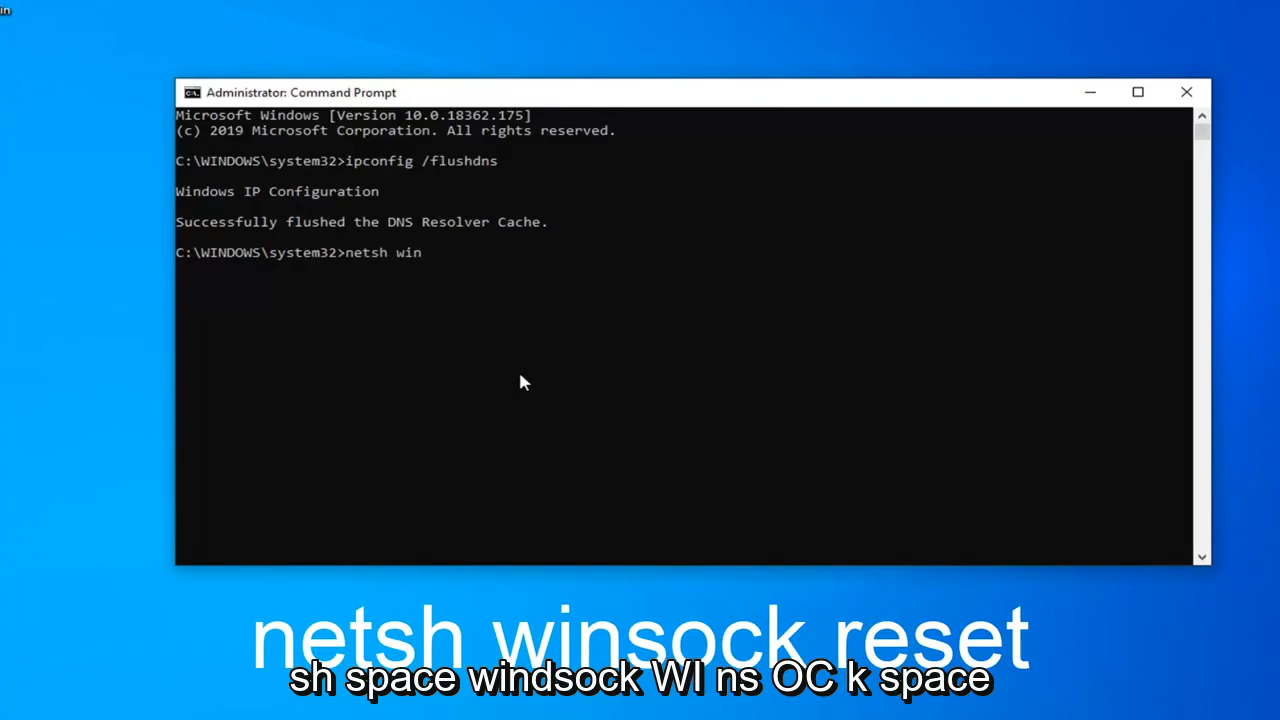 in
Administrator: Command Prompt
Microsoft Windows [Version 10.0.18362.175]
(c) 2019 Microsoft Corporation. All rights reserved.
C:\WINDOWS\system32>ipconfig /flushdns
Windows IP Configuration
Successfully flushed the DNS Resolver Cache.
C:\WINDOWS\system32>netsh win
netsh winsock reset
sh space windsock WI ns OC k space